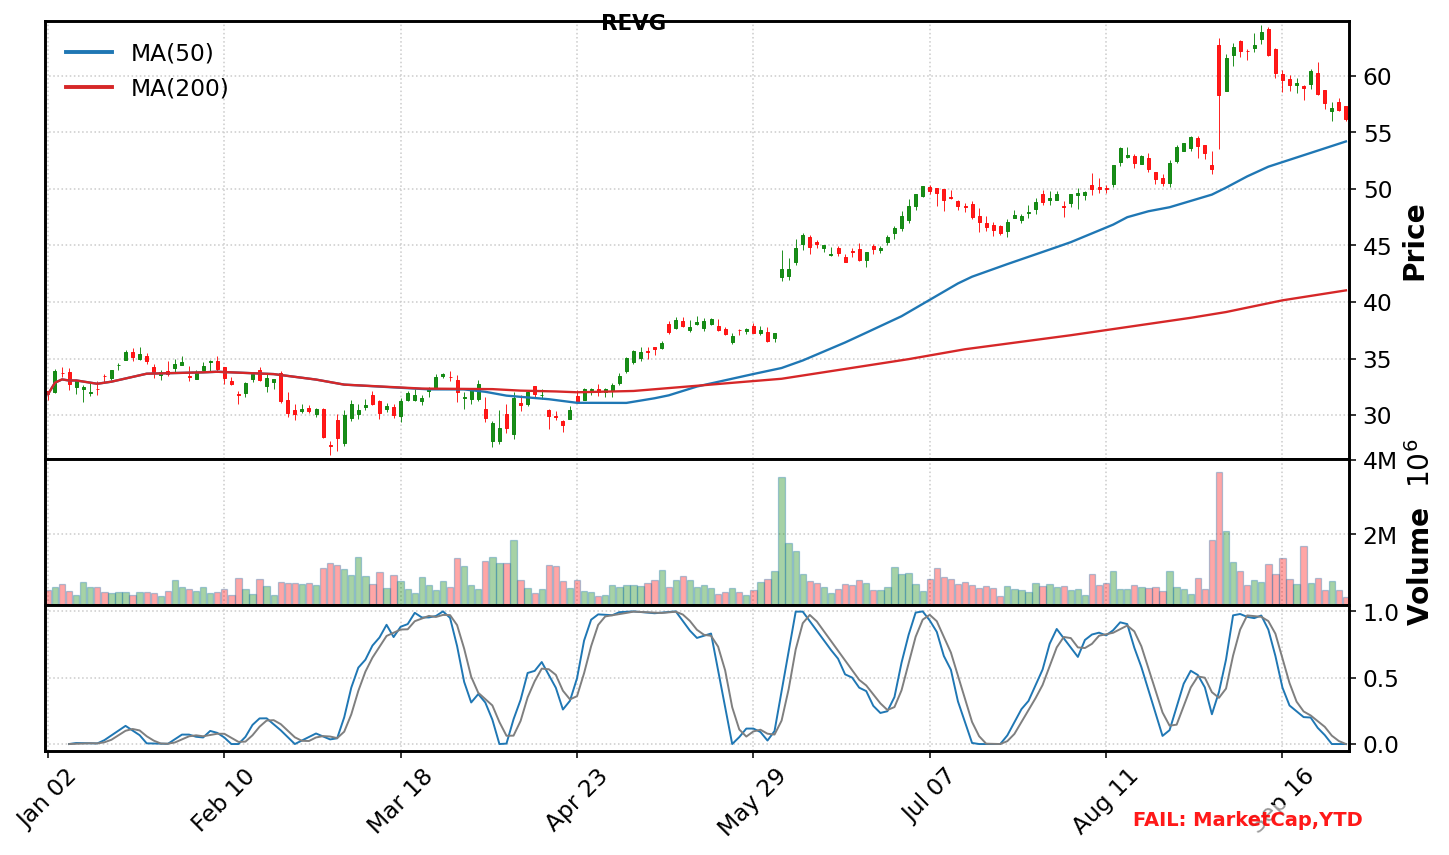 REVG
MA(50)
MA(200)
60
55
50
45
40
35
30
Price
4M
2M
Volume 10^6
1.0
0.5
0.0
Jan 02
Feb 10
Mar 18
Apr 23
May 29
Jul 07
Aug 11
Sep 16
FAIL: MarketCap,YTD